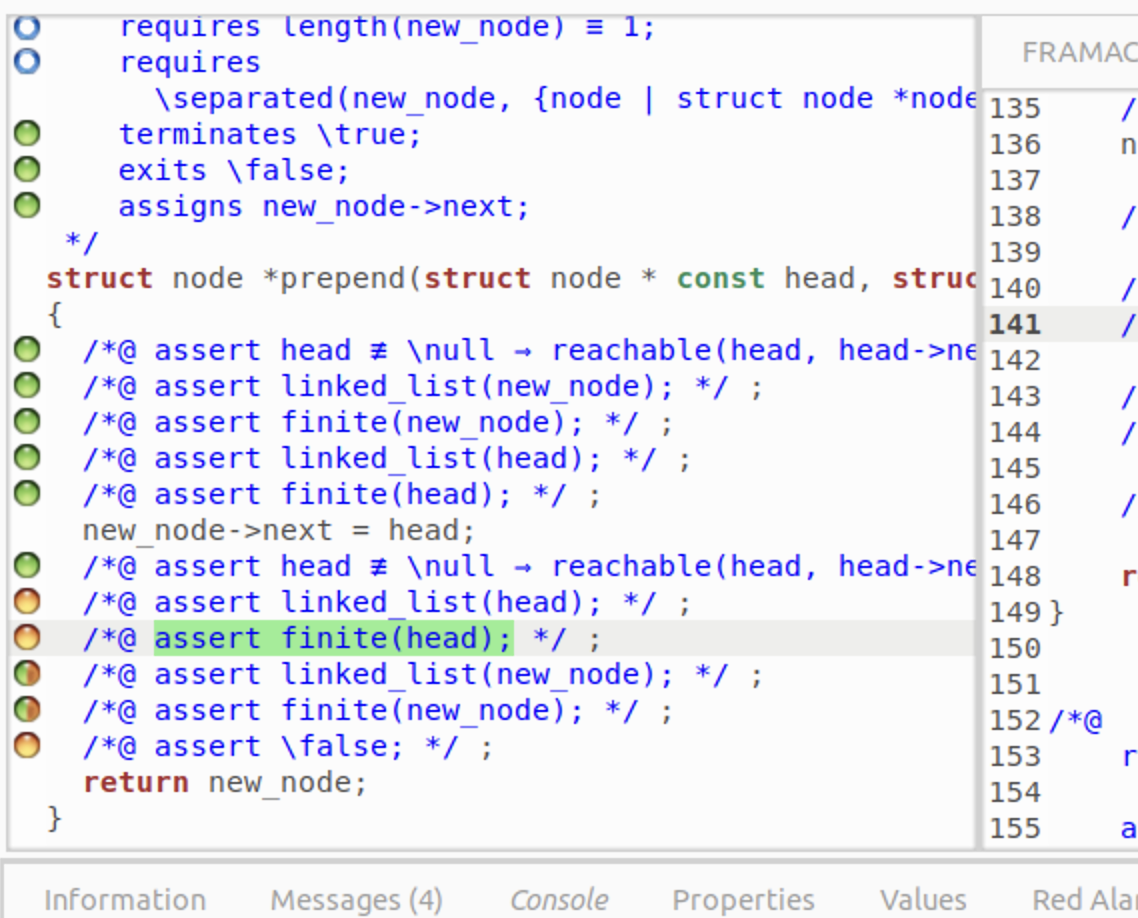 requires length(new_node) ≡ 1;
requires
\separated(new_node, {node | struct node *node
terminates \true;
exits \false;
assigns new_node->next;
*/
struct node *prepend(struct node * const head, struc
{
/*@ assert head ≢ \null ⇒ reachable(head, head->ne
/*@ assert linked_list(new_node); */ ;
/*@ assert finite(new_node); */ ;
/*@ assert linked_list(head); */ ;
/*@ assert finite(head); */ ;
new_node->next = head;
/*@ assert head ≢ \null ⇒ reachable(head, head->ne
/*@ assert linked_list(head); */ ;
/*@ assert finite(head); */ ;
/*@ assert linked_list(new_node); */ ;
/*@ assert finite(new_node); */ ;
/*@ assert \false; */ ;
return new_node;
}
FRAMAC
135 /
136 n
137
138 /
139
140 /
141 /
142
143 /
144 /
145
146 /
147
148 r
149 }
150
151
152 /*@
153 r
154
155 a
Information Messages (4) Console Properties Values Red Ala